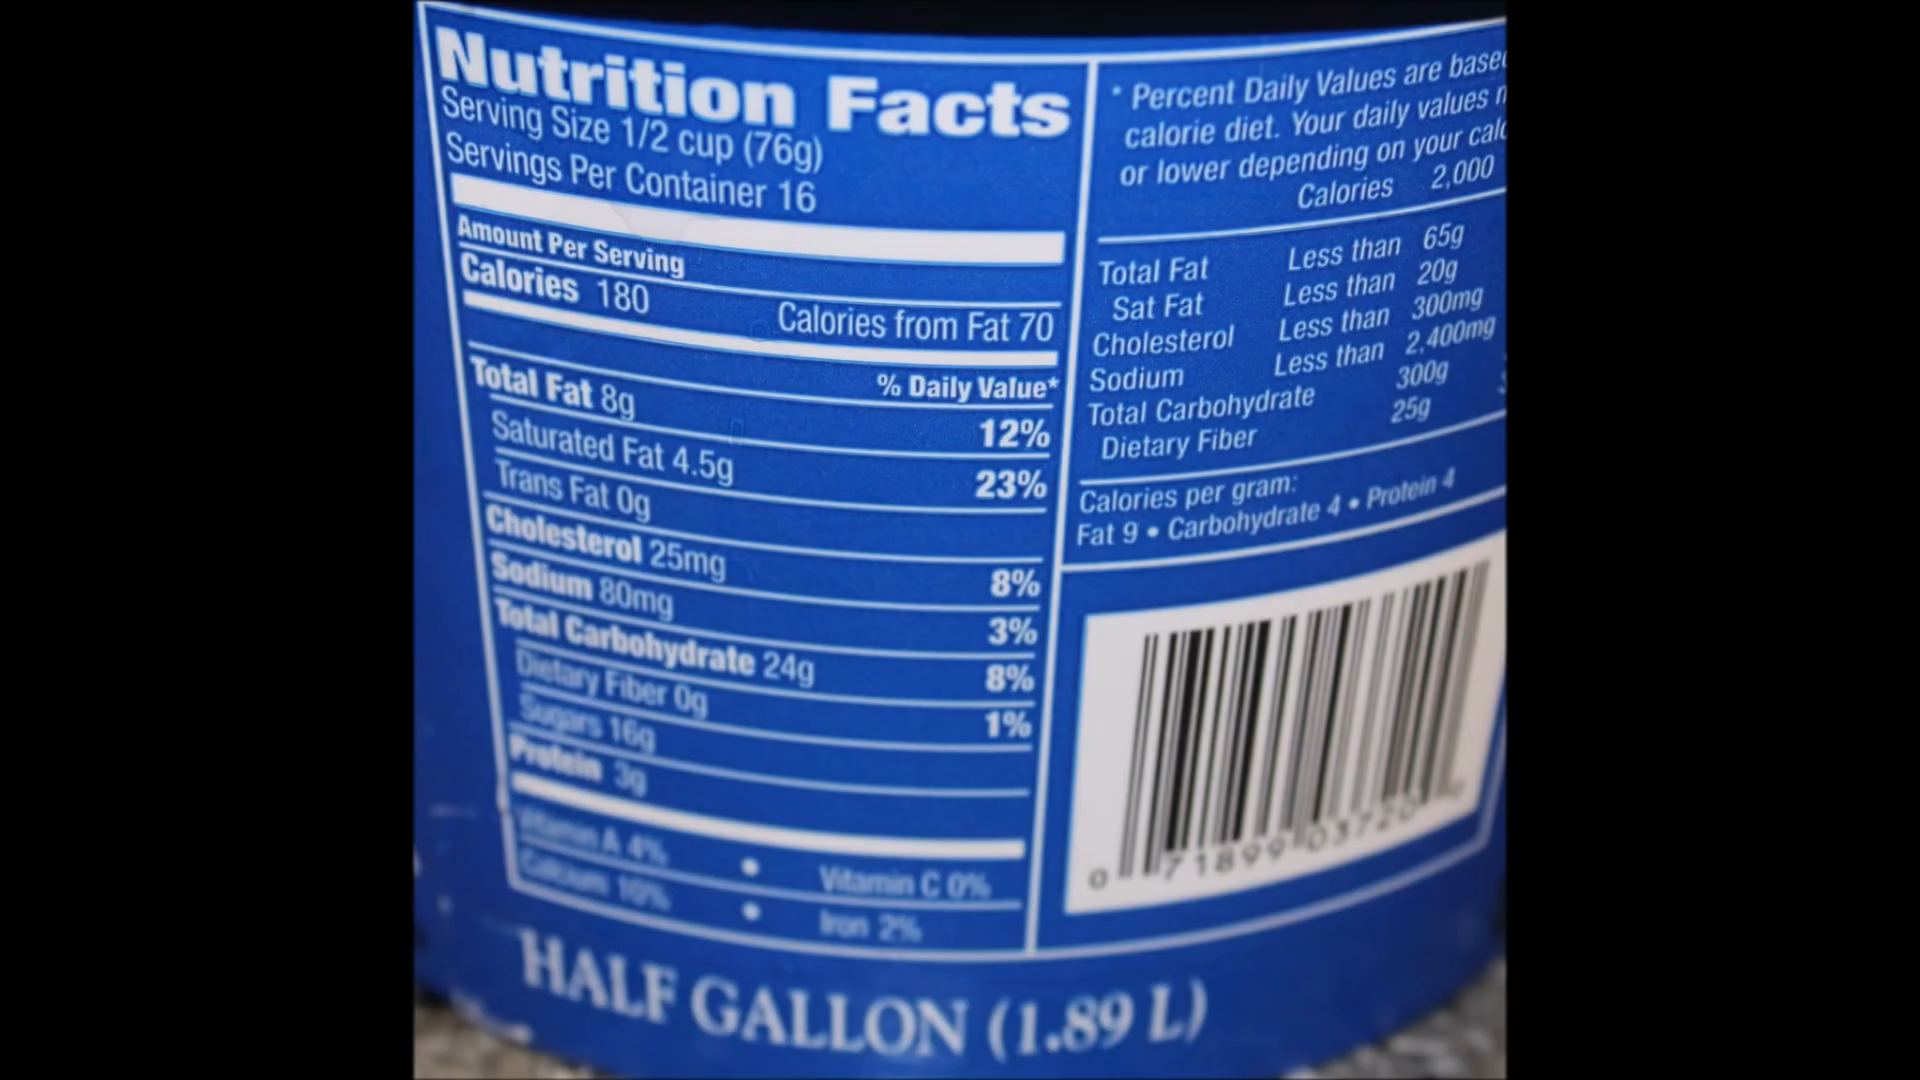 Nutrition Facts
Serving Size 1/2 cup (76g)
Servings Per Container 16
Amount Per Serving
Calories 180 Calories from Fat 70
% Daily Value*
Total Fat 8g 12%
Saturated Fat 4.5g 23%
Trans Fat 0g
Cholesterol 25mg 8%
Sodium 80mg 3%
Total Carbohydrate 24g 8%
Dietary Fiber 0g 1%
Sugars 16g
Protein 3g
Vitamin A 4% • Vitamin C 0%
Calcium 10% • Iron 2%
* Percent Daily Values are based
calorie diet. Your daily values
or lower depending on your
Calories 2,000
Total Fat Less than 65g
Sat Fat Less than 20g
Cholesterol Less than 300mg
Sodium Less than 2,400mg
Total Carbohydrate 300g
Dietary Fiber 25g
Calories per gram:
Fat 9 • Carbohydrate 4 • Protein 4
0 71899 03720
HALF GALLON (1.89 L)